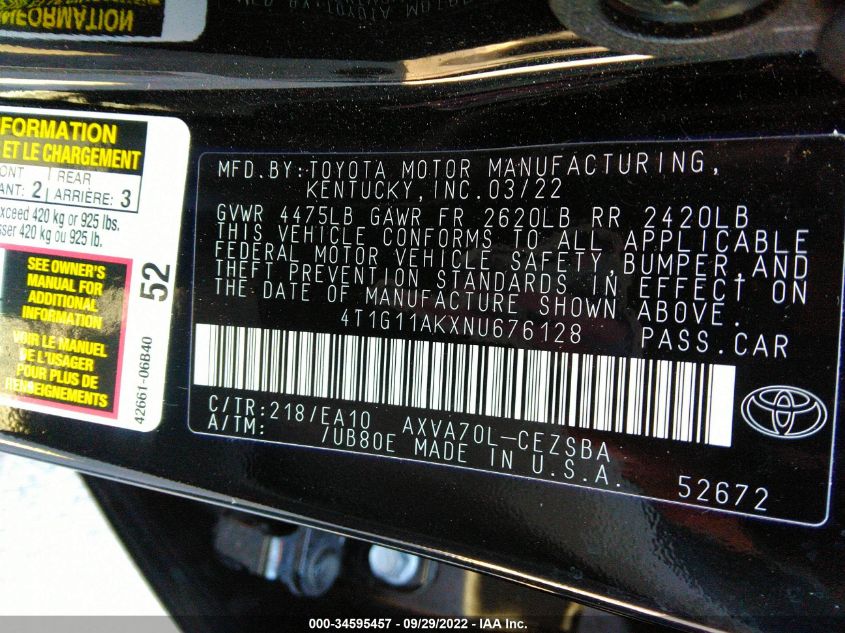 INFORMATION
FORMATION
ET LE CHARGEMENT
REAR
ANT: 2 ARRIÈRE: 3
exceed 420 kg or 925 lbs.
sser 420 kg ou 925 lb.
SEE OWNER'S
MANUAL FOR
ADDITIONAL
INFORMATION
VOIR LE MANUEL
DE L'USAGER
POUR PLUS DE
RENSEIGNEMENTS
52
42661-06B40
MFD.BY:TOYOTA MOTOR MANUFACTURING,
KENTUCKY,INC.03/22
GVWR 4475LB GAWR FR 2620LB RR 2420LB
THIS VEHICLE CONFORMS TO ALL APPLICABLE
FEDERAL MOTOR VEHICLE SAFETY,BUMPER,AND
THEFT PREVENTION STANDARDS IN EFFECT ON
THE DATE OF MANUFACTURE SHOWN ABOVE.
4T1G11AKXNU676128 PASS.CAR
C/TR:218/EA10 AXVA70L-CEZSBA
A/TM: /UB80E MADE IN U.S.A.
52672
000-34595457 - 09/29/2022 - IAAI Inc.